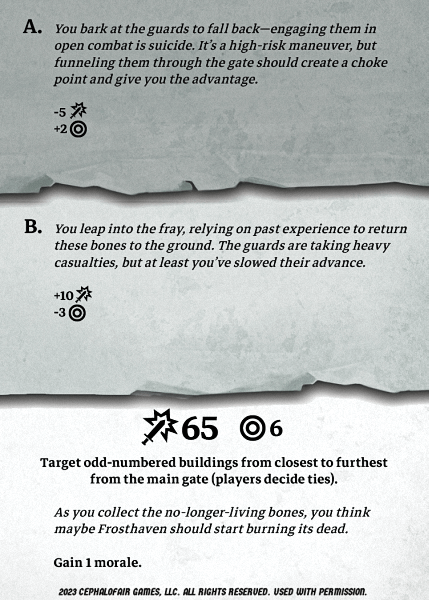 A. You bark at the guards to fall back—engaging them in
open combat is suicide. It's a high-risk maneuver, but
funneling them through the gate should create a choke
point and give you the advantage.
-5
+2
B. You leap into the fray, relying on past experience to return
these bones to the ground. The guards are taking heavy
casualties, but at least you've slowed their advance.
+10
-3
65 6
Target odd-numbered buildings from closest to furthest
from the main gate (players decide ties).
As you collect the no-longer-living bones, you think
maybe Frosthaven should start burning its dead.
Gain 1 morale.
2023 CEPHALOFAIR GAMES, LLC. ALL RIGHTS RESERVED. USED WITH PERMISSION.